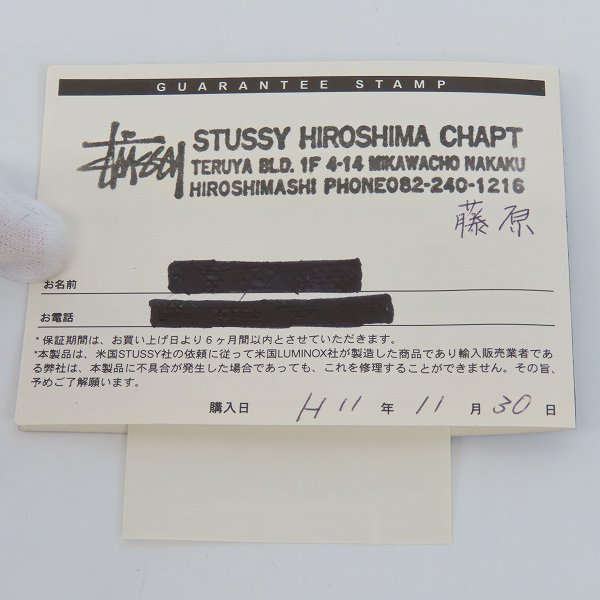 GUARANTEE STAMP
STUSSY STUSSY HIROSHIMA CHAPT
TERUYA BLD. 1F 4-14 MIKAWACHO NAKAKU
HIROSHIMASHI PHONE082-240-1216
藤原
お名前
お電話
*保証期間は、お買い上げ日より6ヶ月間以内とさせていただきます。
*本製品は、米国STUSSY社の依頼に従って米国LUMINOX社が製造した商品であり輸入販売業者であ
る弊社は、本製品に不具合が発生した場合であっても、これを修理することができません。その旨、
予めご了解願います。
購入日 H11年11月30日